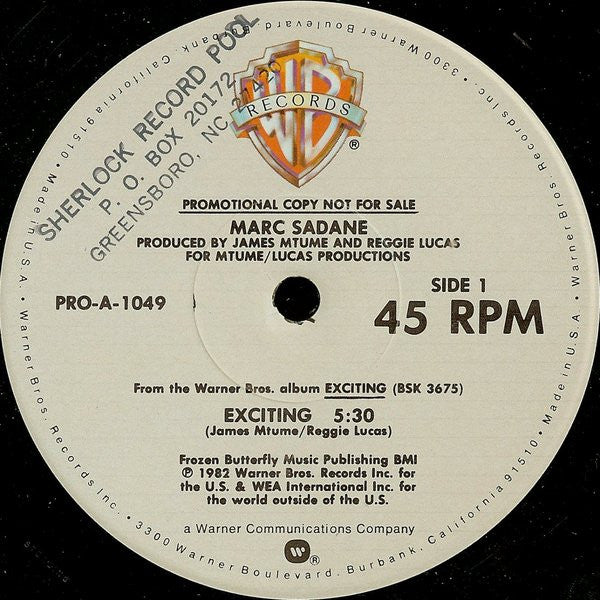 SHERLOCK RECORD POOL
P. O. BOX 20172
GREENSBORO, NC 27420
WB
RECORDS
®
PROMOTIONAL COPY NOT FOR SALE
MARC SADANE
PRODUCED BY JAMES MTUME AND REGGIE LUCAS
FOR MTUME/LUCAS PRODUCTIONS
PRO-A-1049
SIDE 1
45 RPM
From the Warner Bros. album EXCITING (BSK 3675)
EXCITING 5:30
(James Mtume/Reggie Lucas)
Frozen Butterfly Music Publishing BMI
℗ 1982 Warner Bros. Records Inc. for
the U.S. & WEA International Inc. for
the world outside of the U.S.
a Warner Communications Company
®
Warner Bros. Records Inc. • 3300 Warner Boulevard, Burbank, California 91510 • Made in U.S.A. • Warner Bros. Records Inc. • 3300 Warner Boulevard, Burbank, California 91510 • Made in U.S.A. •